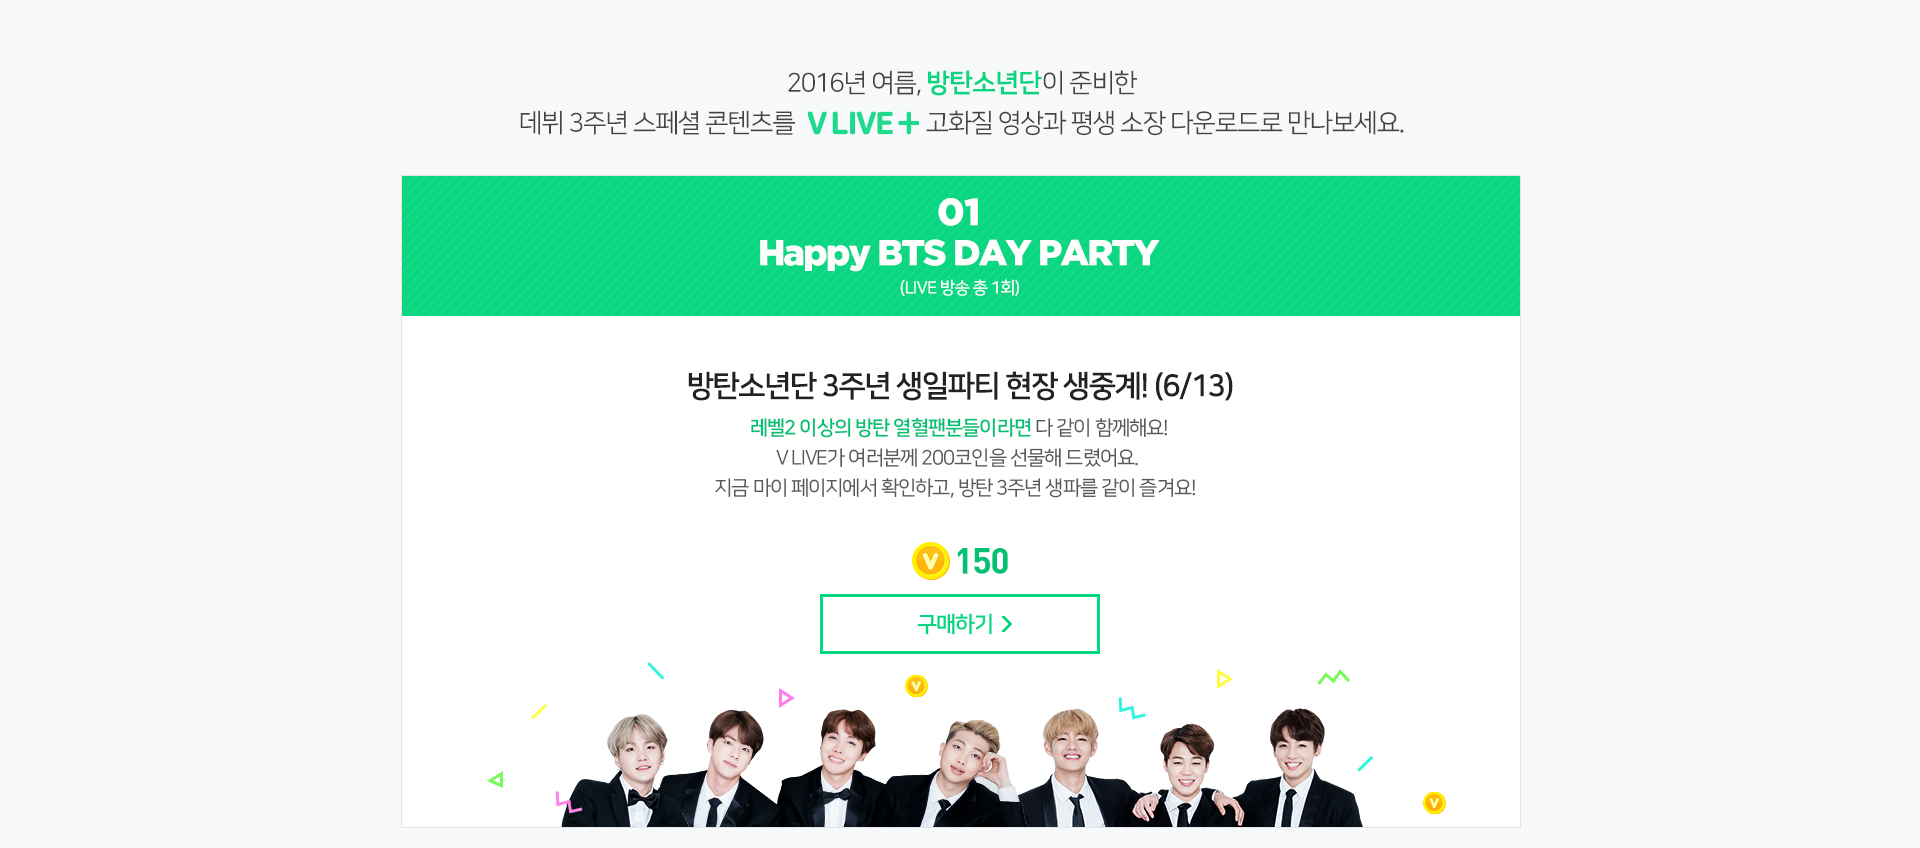 2016년 여름, 방탄소년단이 준비한
데뷔 3주년 스페셜 콘텐츠를 V LIVE + 고화질 영상과 평생 소장 다운로드로 만나보세요.
01
Happy BTS DAY PARTY
(LIVE 방송 총 1회)
방탄소년단 3주년 생일파티 현장 생중계! (6/13)
레벨2 이상의 방탄 열혈팬분들이라면 다 같이 함께해요!
V LIVE가 여러분께 200코인을 선물해 드렸어요.
지금 마이 페이지에서 확인하고, 방탄 3주년 생파를 같이 즐겨요!
V 150
구매하기 >
V
V